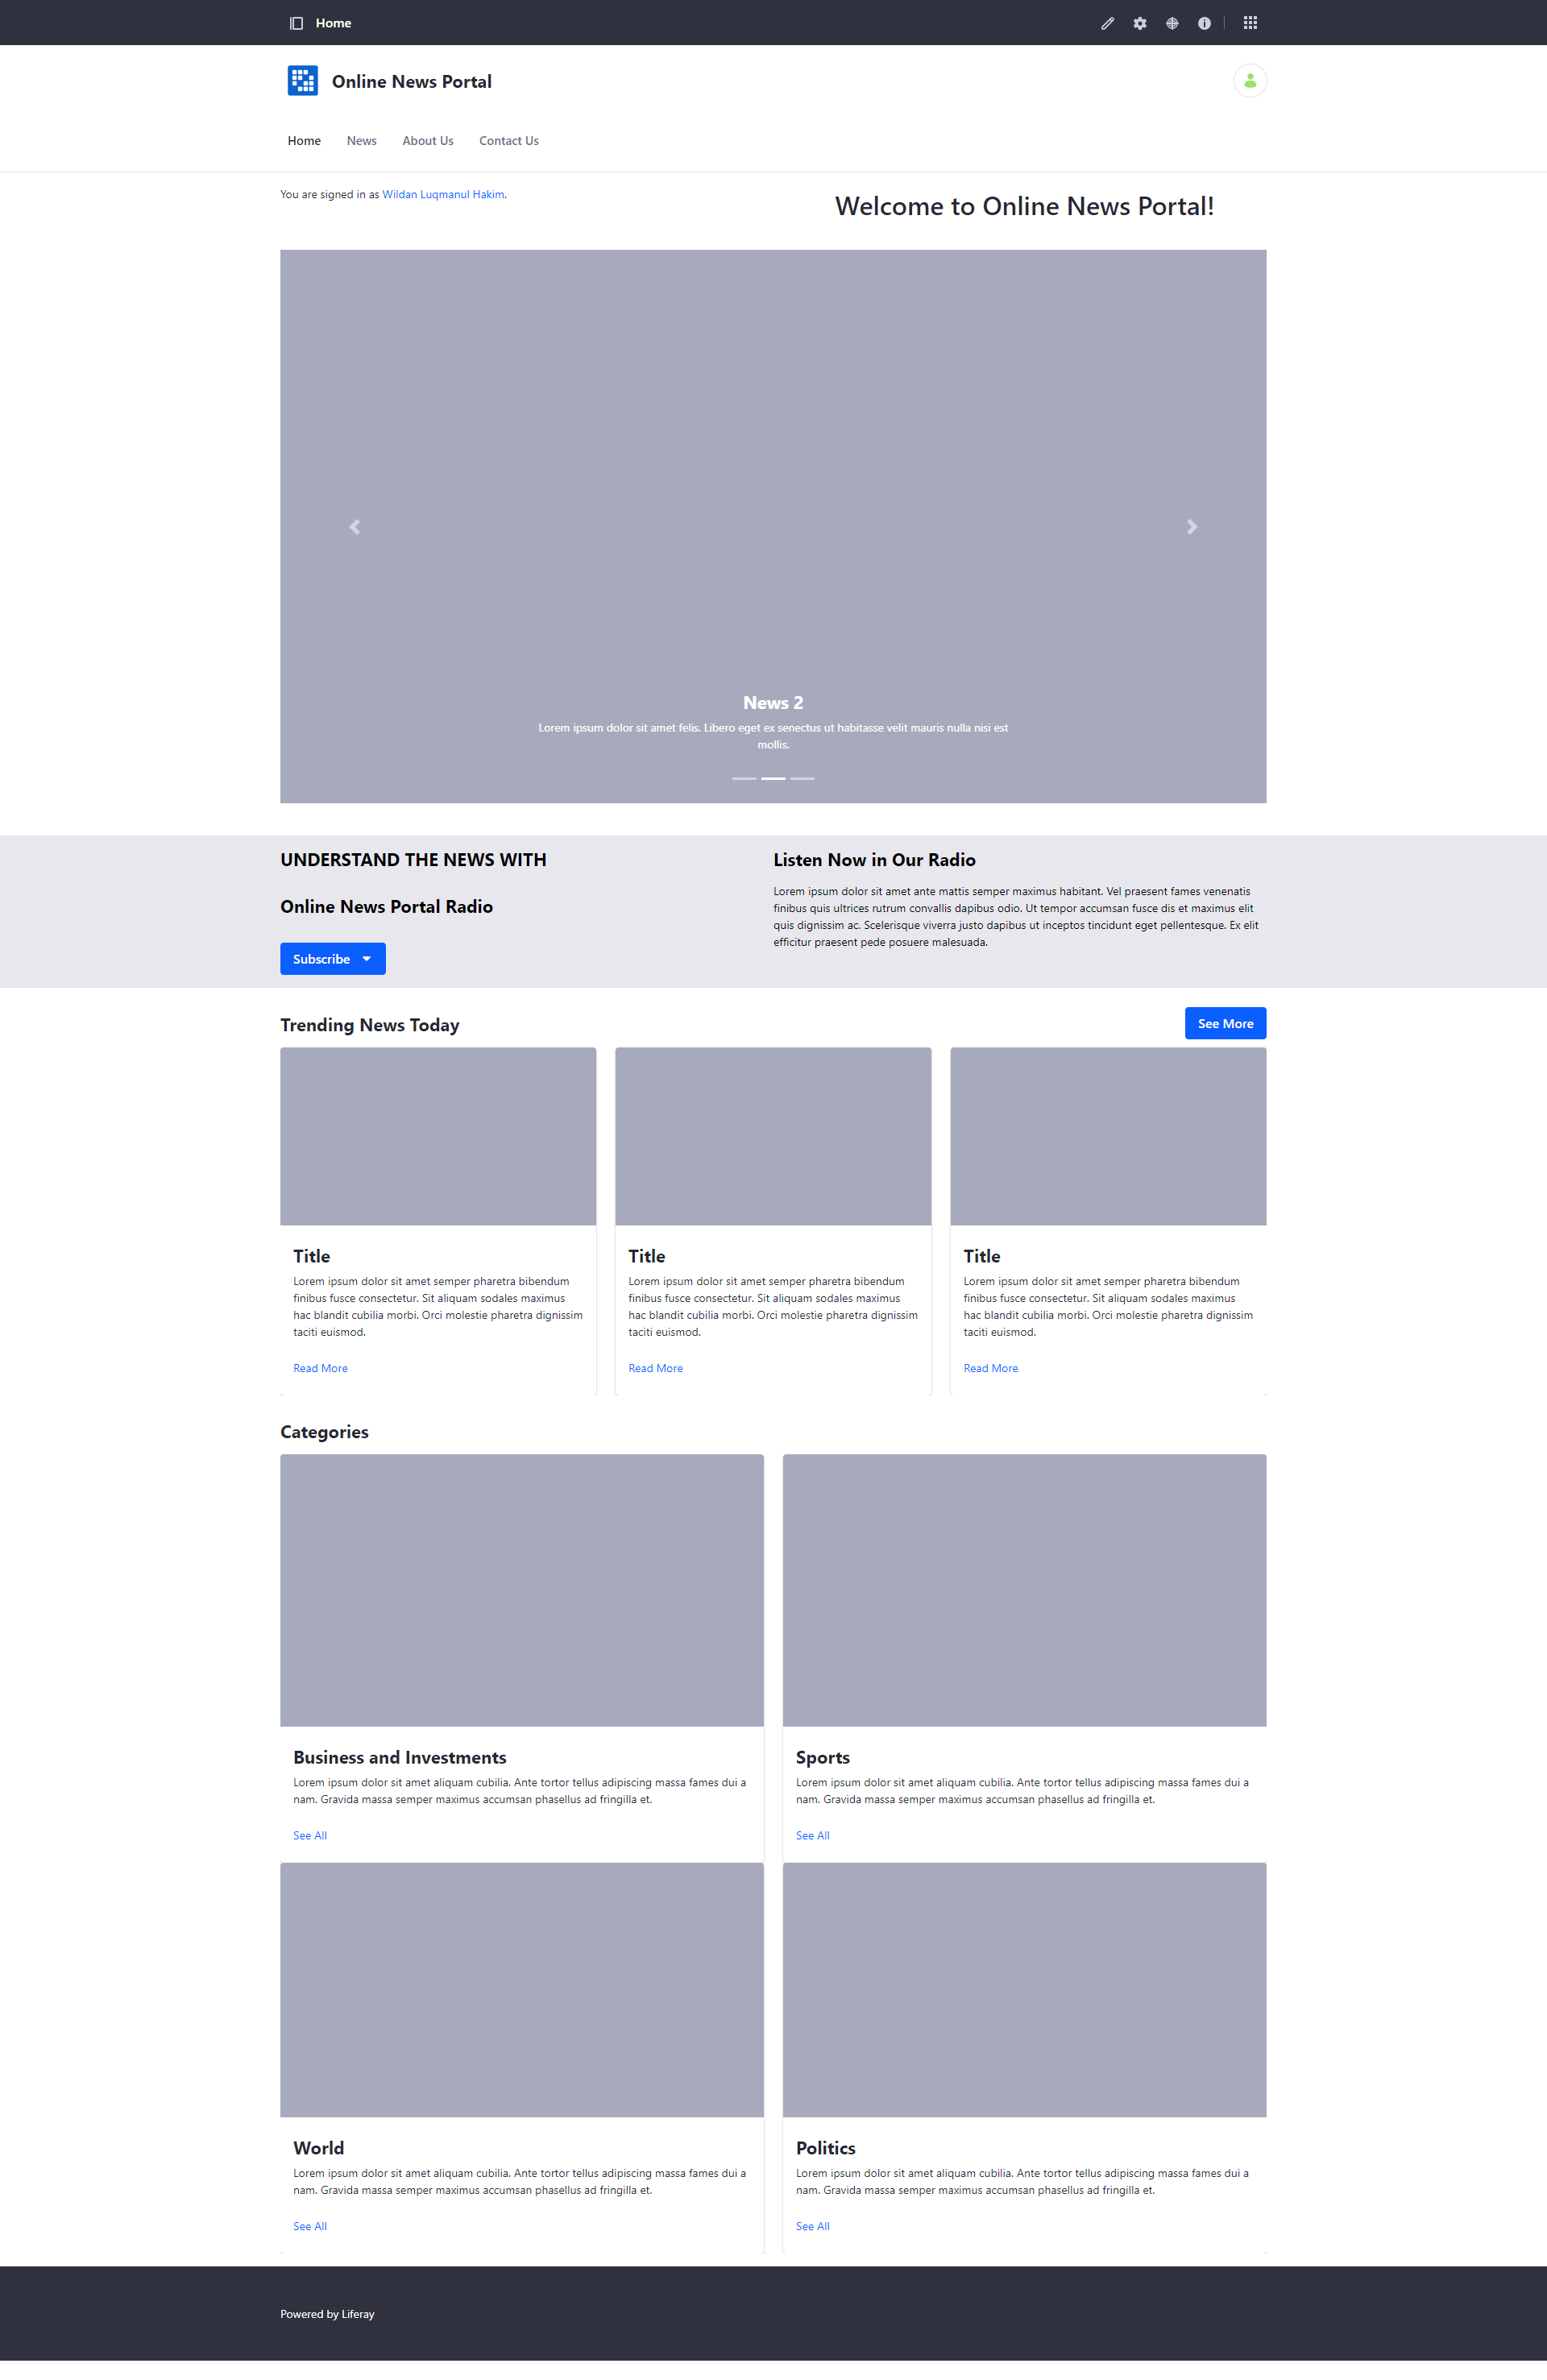 Home
Online News Portal
Home News About Us Contact Us
You are signed in as Wildan Luqmanul Hakim.
Welcome to Online News Portal!
News 2
Lorem ipsum dolor sit amet felis. Libero eget ex senectus ut habitasse velit mauris nulla nisi est
mollis.
UNDERSTAND THE NEWS WITH
Online News Portal Radio
Subscribe
Listen Now in Our Radio
Lorem ipsum dolor sit amet ante mattis semper maximus habitant. Vel praesent fames venenatis
finibus quis ultrices rutrum convallis dapibus odio. Ut tempor accumsan fusce dis et maximus elit
quis dignissim ac. Scelerisque viverra justo dapibus ut inceptos tincidunt eget pellentesque. Ex elit
efficitur praesent pede posuere malesuada.
Trending News Today
See More
Title
Lorem ipsum dolor sit amet semper pharetra bibendum
finibus fusce consectetur. Sit aliquam sodales maximus
hac blandit cubilia morbi. Orci molestie pharetra dignissim
taciti euismod.
Read More
Title
Lorem ipsum dolor sit amet semper pharetra bibendum
finibus fusce consectetur. Sit aliquam sodales maximus
hac blandit cubilia morbi. Orci molestie pharetra dignissim
taciti euismod.
Read More
Title
Lorem ipsum dolor sit amet semper pharetra bibendum
finibus fusce consectetur. Sit aliquam sodales maximus
hac blandit cubilia morbi. Orci molestie pharetra dignissim
taciti euismod.
Read More
Categories
Business and Investments
Lorem ipsum dolor sit amet aliquam cubilia. Ante tortor tellus adipiscing massa fames dui a
nam. Gravida massa semper maximus accumsan phasellus ad fringilla et.
See All
Sports
Lorem ipsum dolor sit amet aliquam cubilia. Ante tortor tellus adipiscing massa fames dui a
nam. Gravida massa semper maximus accumsan phasellus ad fringilla et.
See All
World
Lorem ipsum dolor sit amet aliquam cubilia. Ante tortor tellus adipiscing massa fames dui a
nam. Gravida massa semper maximus accumsan phasellus ad fringilla et.
See All
Politics
Lorem ipsum dolor sit amet aliquam cubilia. Ante tortor tellus adipiscing massa fames dui a
nam. Gravida massa semper maximus accumsan phasellus ad fringilla et.
See All
Powered by Liferay